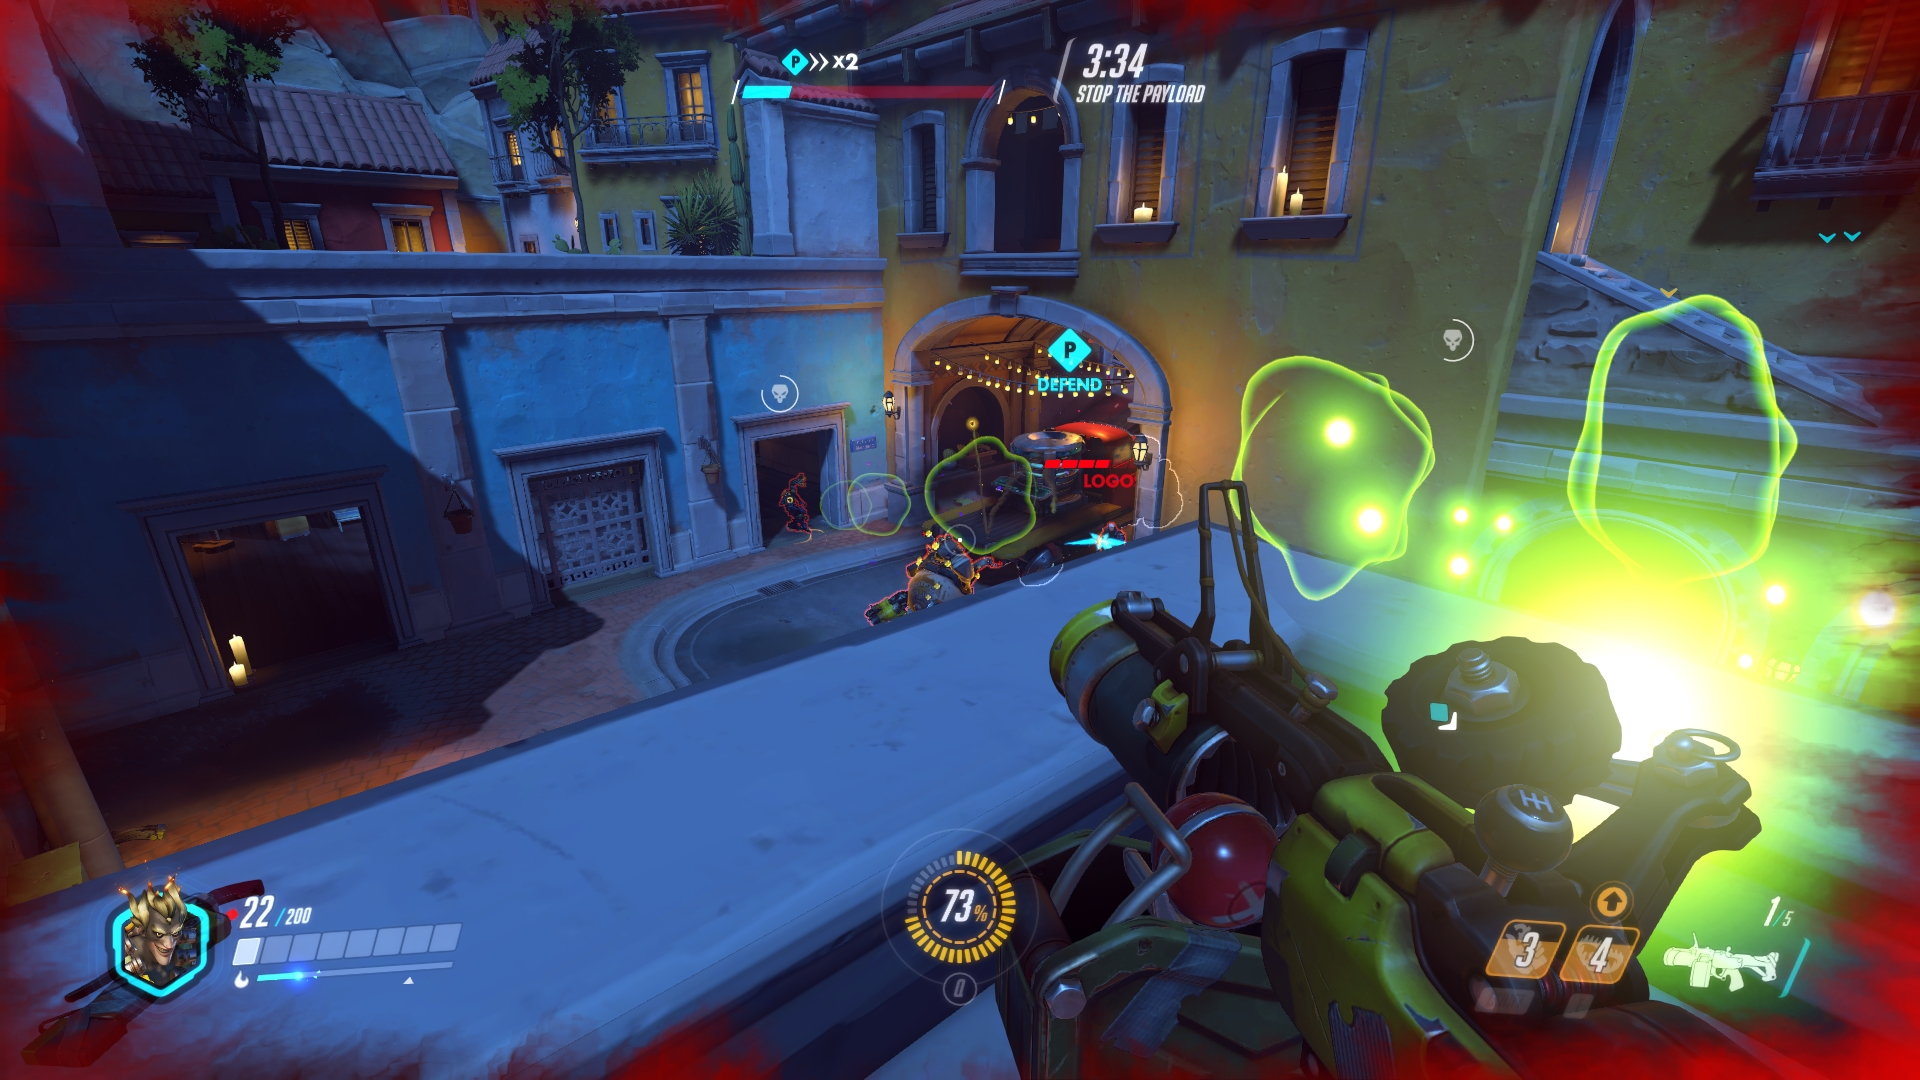 P x2
3:34
STOP THE PAYLOAD
P
DEFEND
LOGO
22/200
73%
Q
3
4
1/5